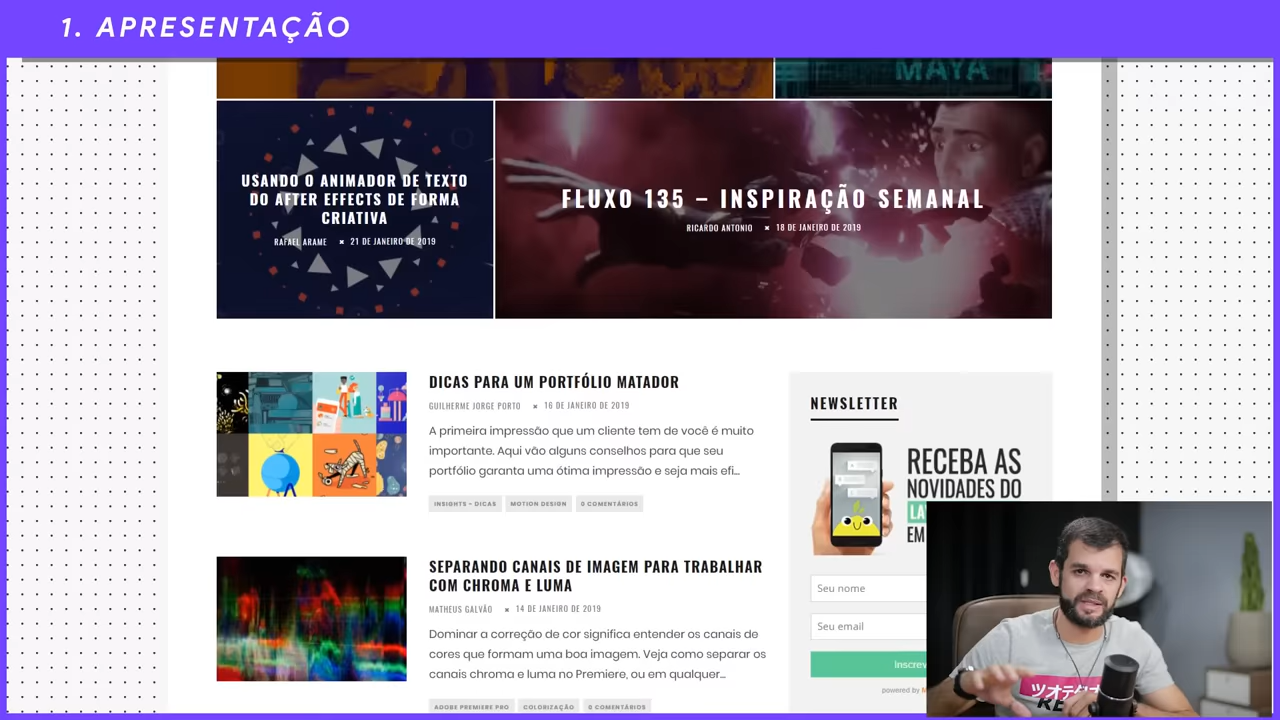 1. APRESENTAÇÃO
MAYA
USANDO O ANIMADOR DE TEXTO
DO AFTER EFFECTS DE FORMA
CRIATIVA
RAFAEL ARAME × 21 DE JANEIRO DE 2019
FLUXO 135 – INSPIRAÇÃO SEMANAL
RICARDO ANTONIO × 18 DE JANEIRO DE 2019
DICAS PARA UM PORTFÓLIO MATADOR
GUILHERME JORGE PORTO × 16 DE JANEIRO DE 2019
A primeira impressão que um cliente tem de você é muito
importante. Aqui vão alguns conselhos para que seu
portfólio garanta uma ótima impressão e seja mais efi...
INSIGHTS – DICAS MOTION DESIGN 0 COMENTÁRIOS
SEPARANDO CANAIS DE IMAGEM PARA TRABALHAR
COM CHROMA E LUMA
MATHEUS GALVÃO × 14 DE JANEIRO DE 2019
Dominar a correção de cor significa entender os canais de
cores que formam uma boa imagem. Veja como separar os
canais chroma e luma no Premiere, ou em qualquer...
ADOBE PREMIERE PRO COLORIZAÇÃO 0 COMENTÁRIOS
NEWSLETTER
RECEBA AS
NOVIDADES DO
LA
EM
Seu nome
Seu email
Inscrev
powered by M